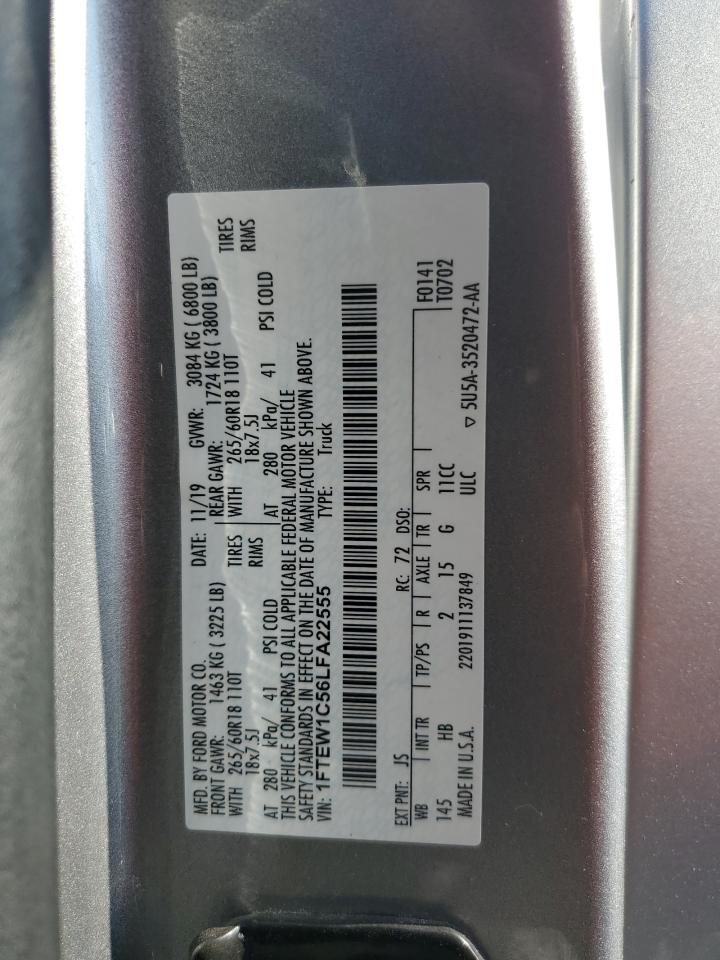 MFD. BY FORD MOTOR CO. DATE: 11/19 GVWR: 3084 KG ( 6800 LB)
FRONT GAWR: 1463 KG ( 3225 LB) REAR GAWR: 1724 KG ( 3800 LB)
WITH 265/60R18 110T TIRES WITH 265/60R18 110T TIRES
18x7.5J RIMS 18x7.5J RIMS
AT 280 kPa/ 41 PSI COLD AT 280 kPa/ 41 PSI COLD
THIS VEHICLE CONFORMS TO ALL APPLICABLE FEDERAL MOTOR VEHICLE
SAFETY STANDARDS IN EFFECT ON THE DATE OF MANUFACTURE SHOWN ABOVE.
VIN: 1FTEW1C56LFA22555 TYPE: Truck
F0141
EXT PNT: JS RC: 72 DSO: T0702
WB INT TR TP/PS R AXLE TR SPR
145 HB 2 15 G 11CC
MADE IN U.S.A. 2201911137849 ULC ▽ 5U5A-3520472-AA